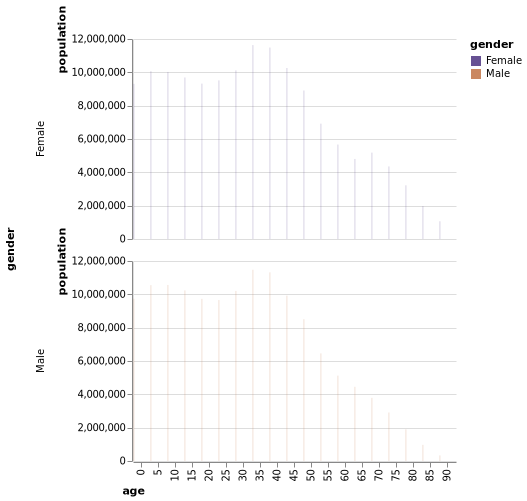 population
12,000,000
10,000,000
8,000,000
6,000,000
4,000,000
2,000,000
0
Female
gender
Female
Male
gender
population
12,000,000
10,000,000
8,000,000
6,000,000
4,000,000
2,000,000
0
Male
0 5 10 15 20 25 30 35 40 45 50 55 60 65 70 75 80 85 90
age